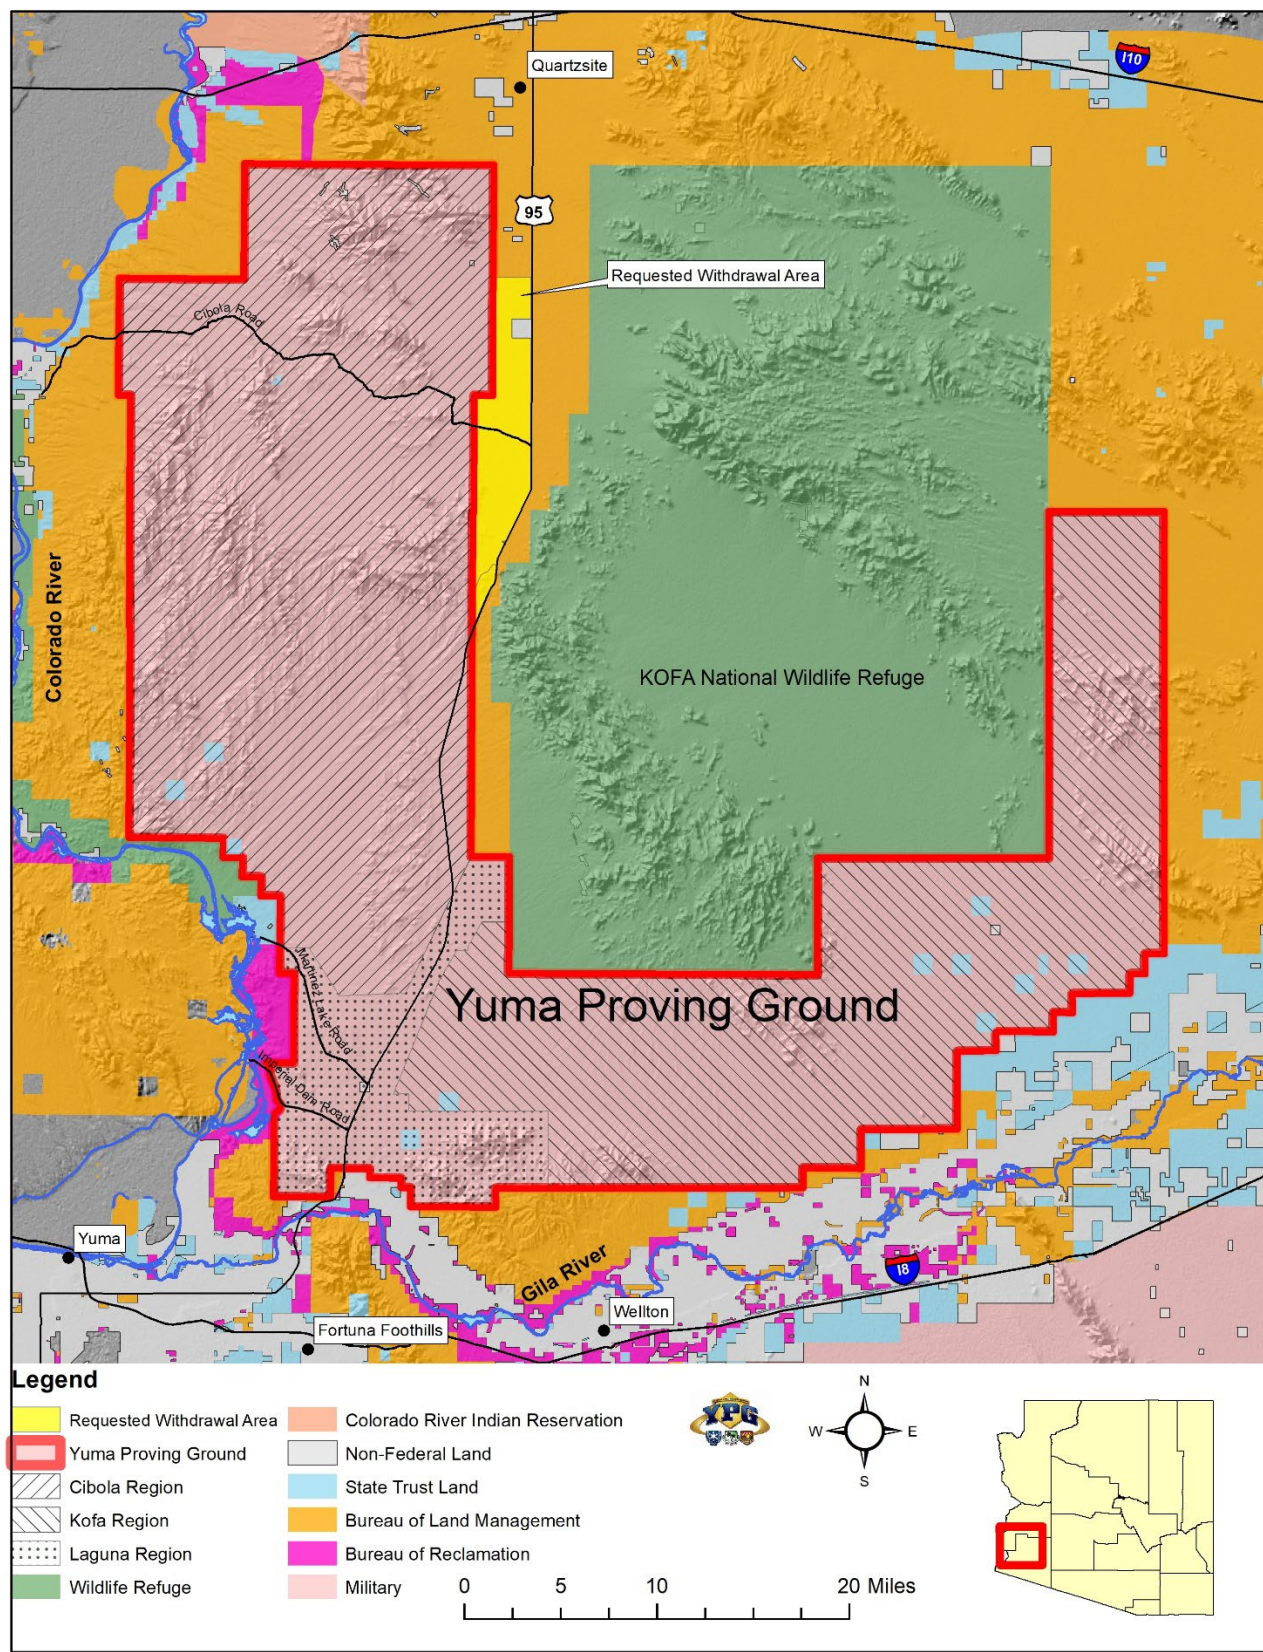 I10
Quartzsite
95
Requested Withdrawal Area
Cibola Road
Colorado River
KOFA National Wildlife Refuge
Yuma Proving Ground
Martinez Lake Road
Imperial Dam Road
Yuma
Gila River
I8
Wellton
Fortuna Foothills
Legend
Requested Withdrawal Area
Yuma Proving Ground
Cibola Region
Kofa Region
Laguna Region
Wildlife Refuge
Colorado River Indian Reservation
Non-Federal Land
State Trust Land
Bureau of Land Management
Bureau of Reclamation
Military
YPG
N
W
E
S
0 5 10 20 Miles